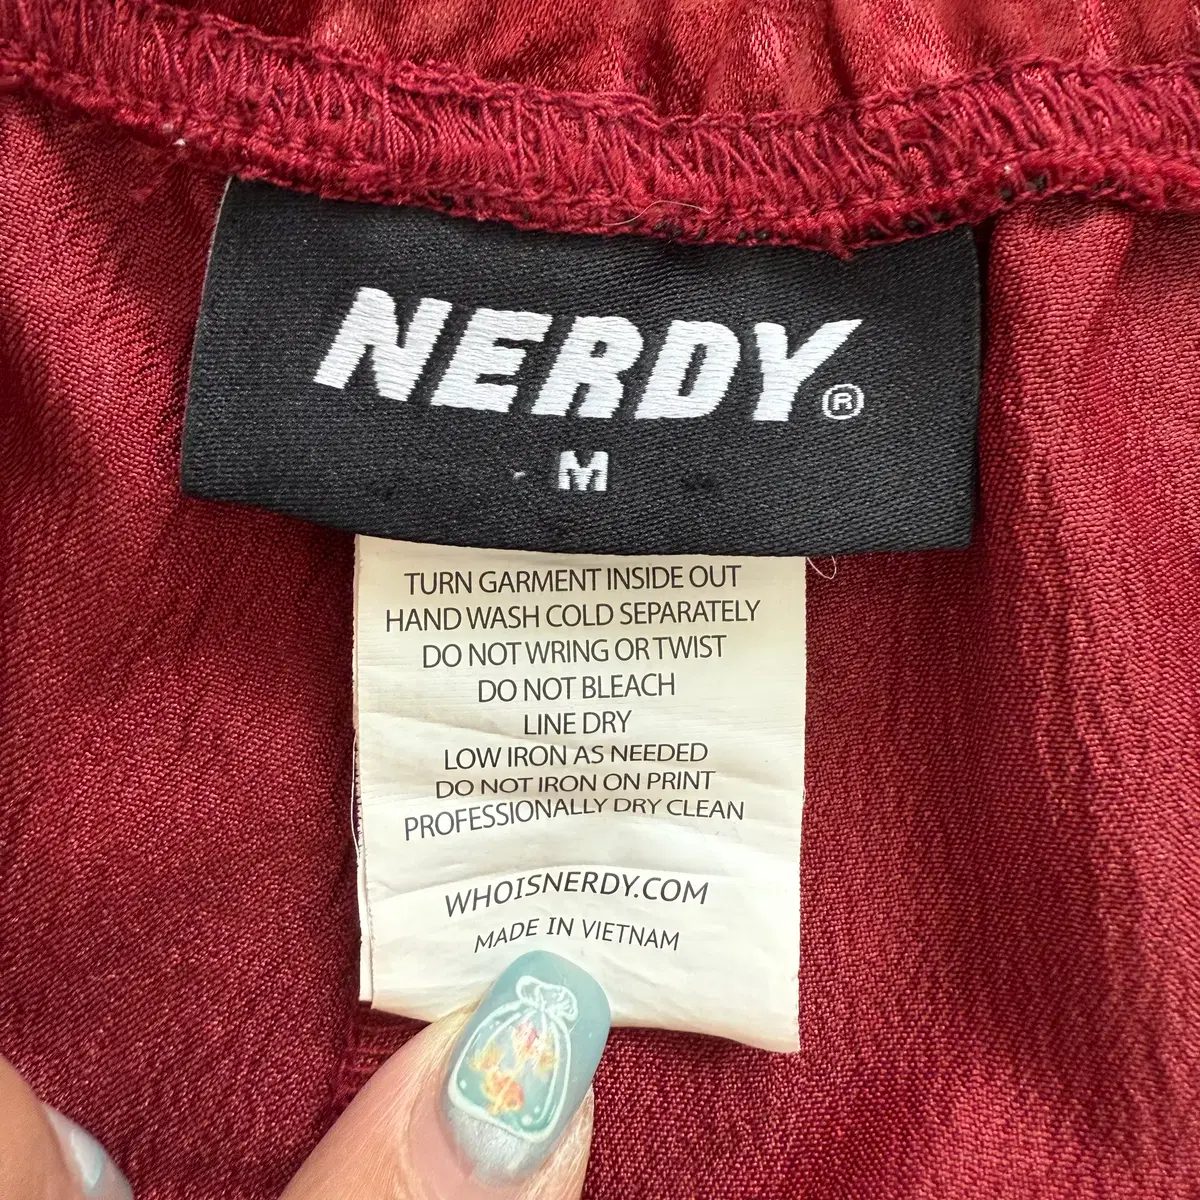 NERDY®
M
TURN GARMENT INSIDE OUT
HAND WASH COLD SEPARATELY
DO NOT WRING OR TWIST
DO NOT BLEACH
LINE DRY
LOW IRON AS NEEDED
DO NOT IRON ON PRINT
PROFESSIONALLY DRY CLEAN
WHOISNERDY.COM
MADE IN VIETNAM